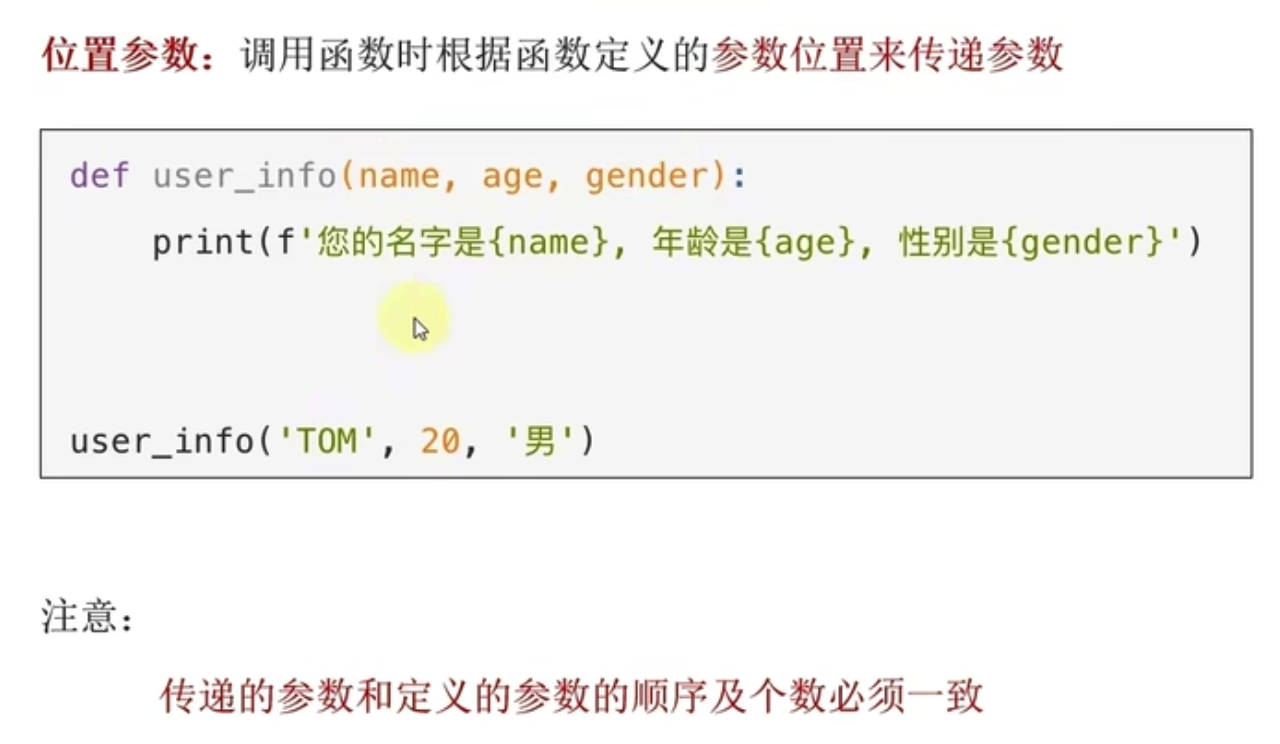 位置参数：调用函数时根据函数定义的参数位置来传递参数
def user_info(name, age, gender):
    print(f'您的名字是{name}, 年龄是{age}, 性别是{gender}')
user_info('TOM', 20, '男')
注意：
传递的参数和定义的参数的顺序及个数必须一致